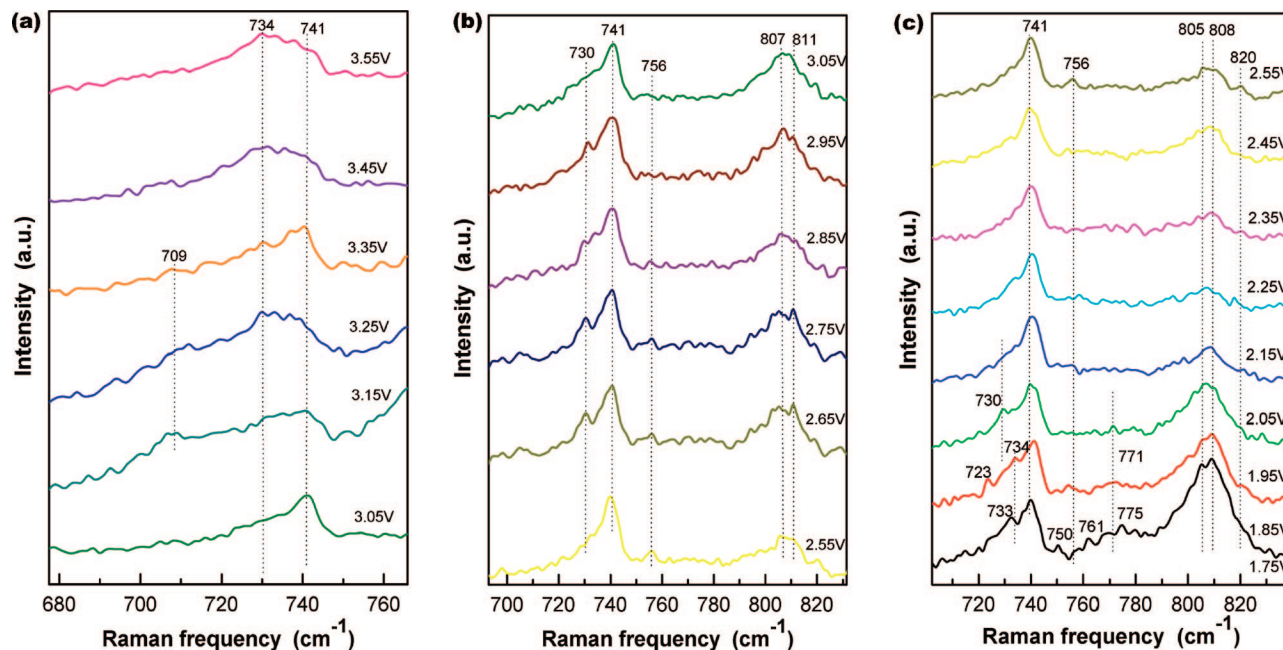 (a)
734
741
3.55V
3.45V
3.35V
709
3.25V
3.15V
3.05V
Intensity (a.u.)
680
700
720
740
760
Raman frequency (cm⁻¹)
(b)
741
730
756
807
811
3.05V
2.95V
2.85V
2.75V
2.65V
2.55V
Intensity (a.u.)
700
720
740
760
780
800
820
Raman frequency (cm⁻¹)
(c)
741
756
805
808
820
2.55V
2.45V
2.35V
2.25V
2.15V
730
2.05V
734
723
771
1.95V
733
750
761
775
1.85V
1.75V
Intensity (a.u.)
720
740
760
780
800
820
Raman frequency (cm⁻¹)